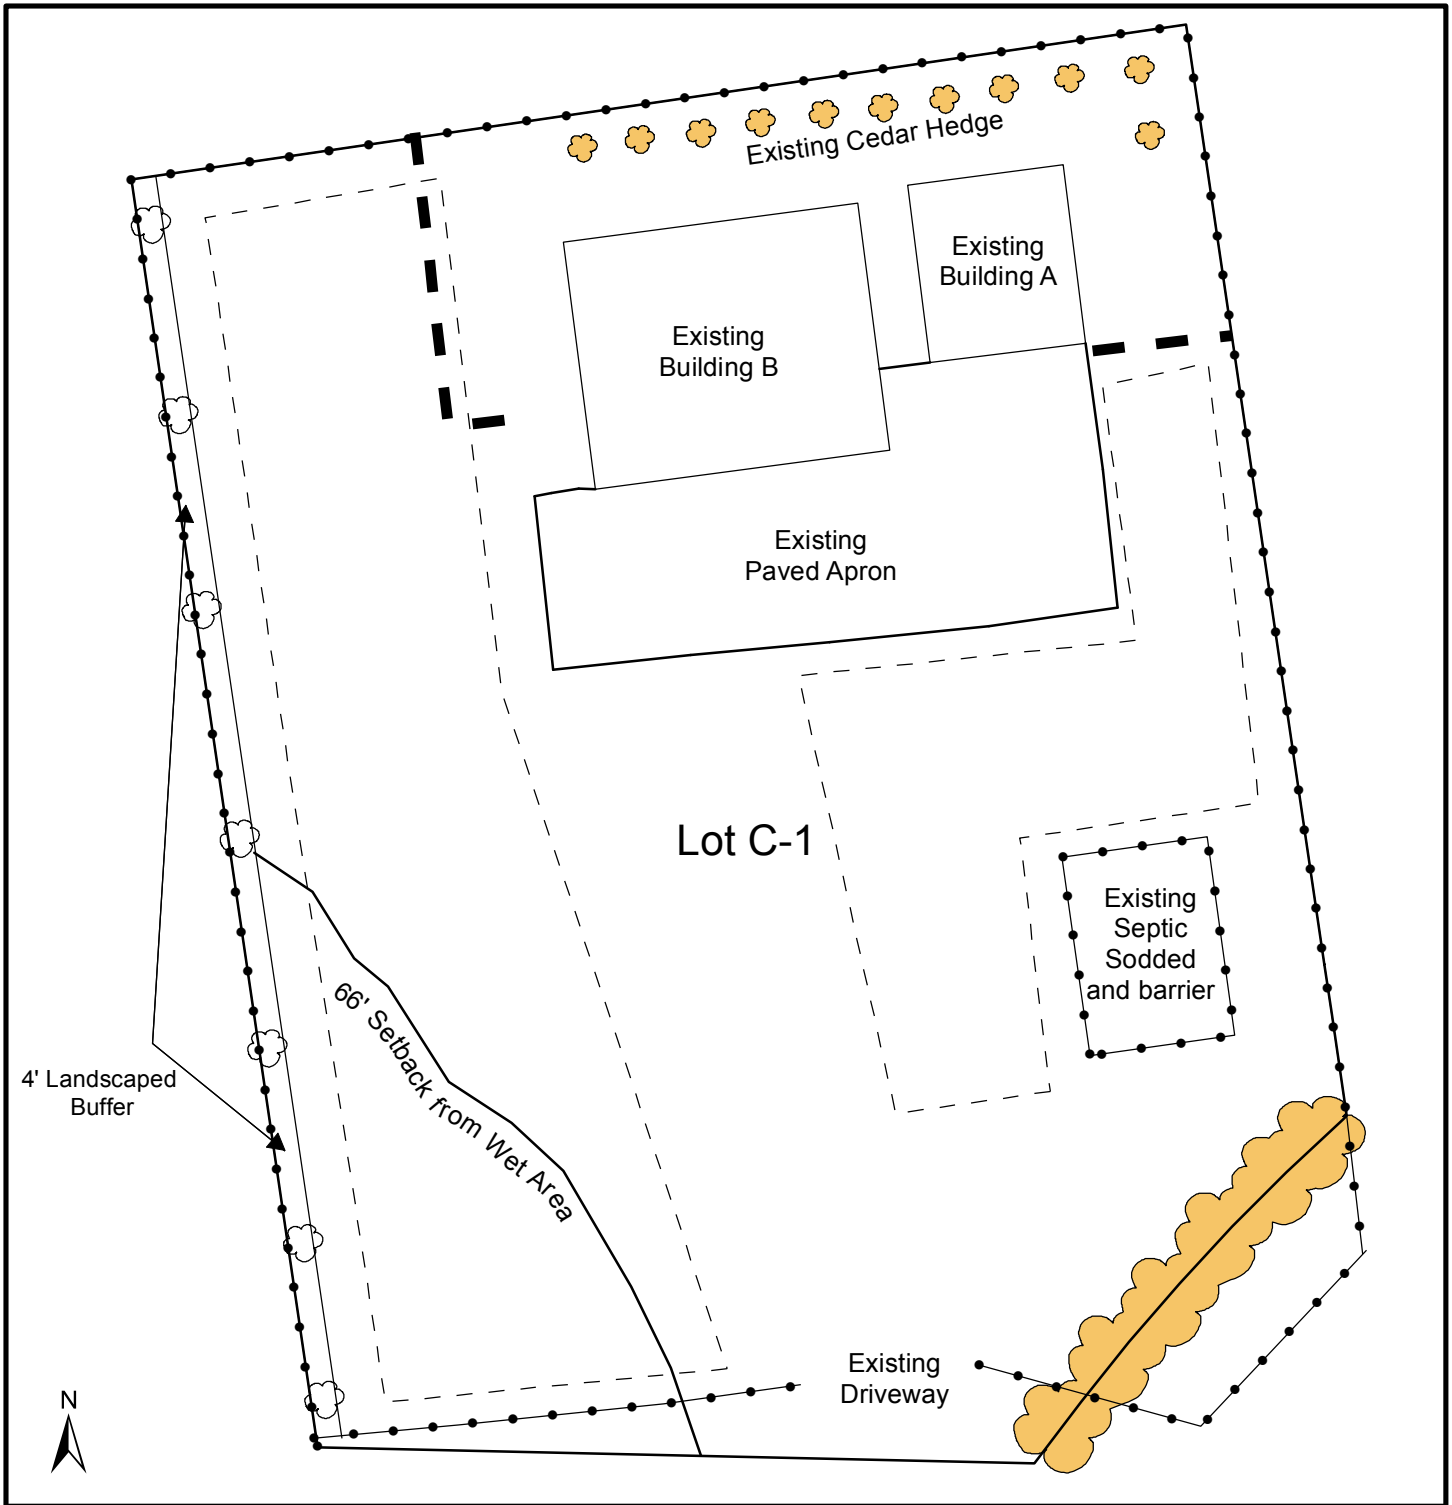 Existing Cedar Hedge
Existing
Building A
Existing
Building B
Existing
Paved Apron
Lot C-1
Existing
Septic
Sodded
and barrier
66' Setback from Wet Area
4' Landscaped
Buffer
Existing
Driveway
N